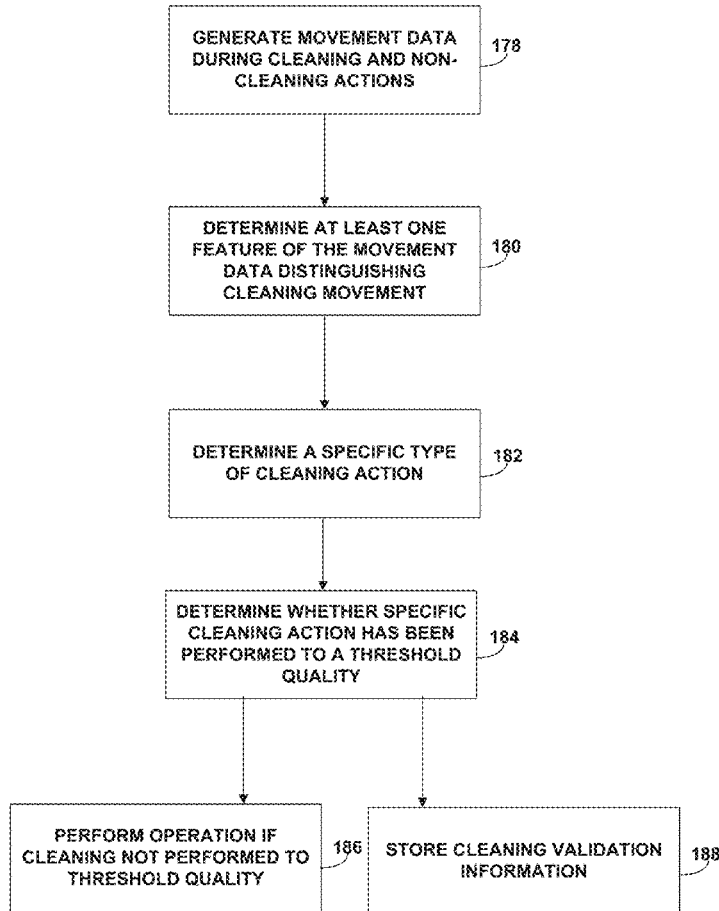 GENERATE MOVEMENT DATA
DURING CLEANING AND NON-
CLEANING ACTIONS
178
DETERMINE AT LEAST ONE
FEATURE OF THE MOVEMENT
DATA DISTINGUISHING
CLEANING MOVEMENT
180
DETERMINE A SPECIFIC TYPE
OF CLEANING ACTION
182
DETERMINE WHETHER SPECIFIC
CLEANING ACTION HAS BEEN
PERFORMED TO A THRESHOLD
QUALITY
184
PERFORM OPERATION IF
CLEANING NOT PERFORMED TO
THRESHOLD QUALITY
186
STORE CLEANING VALIDATION
INFORMATION
188